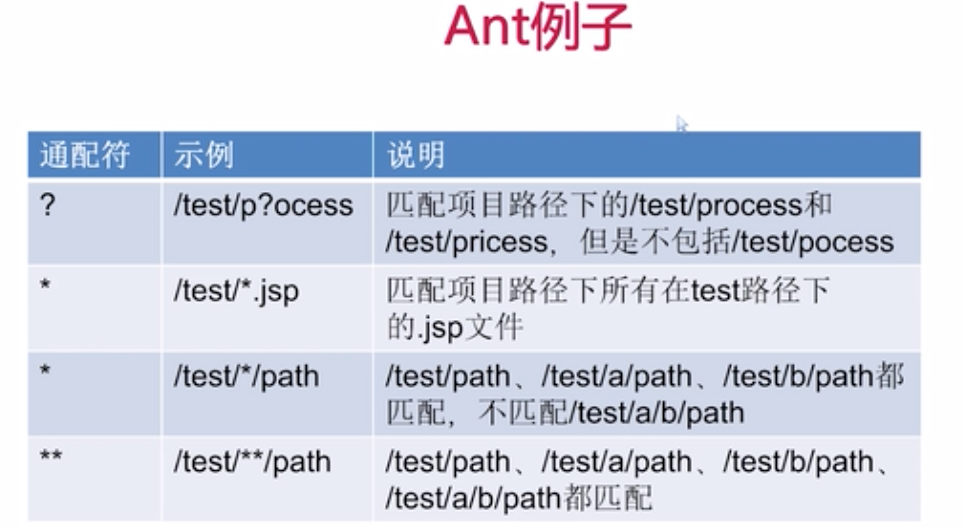 Ant例子
通配符 示例 说明
? /test/p?ocess 匹配项目路径下的/test/process和
/test/pricess，但是不包括/test/pocess
* /test/*.jsp 匹配项目路径下所有在test路径下
的.jsp文件
* /test/*/path /test/path、/test/a/path、/test/b/path都
匹配，不匹配/test/a/b/path
** /test/**/path /test/path、/test/a/path、/test/b/path、
/test/a/b/path都匹配